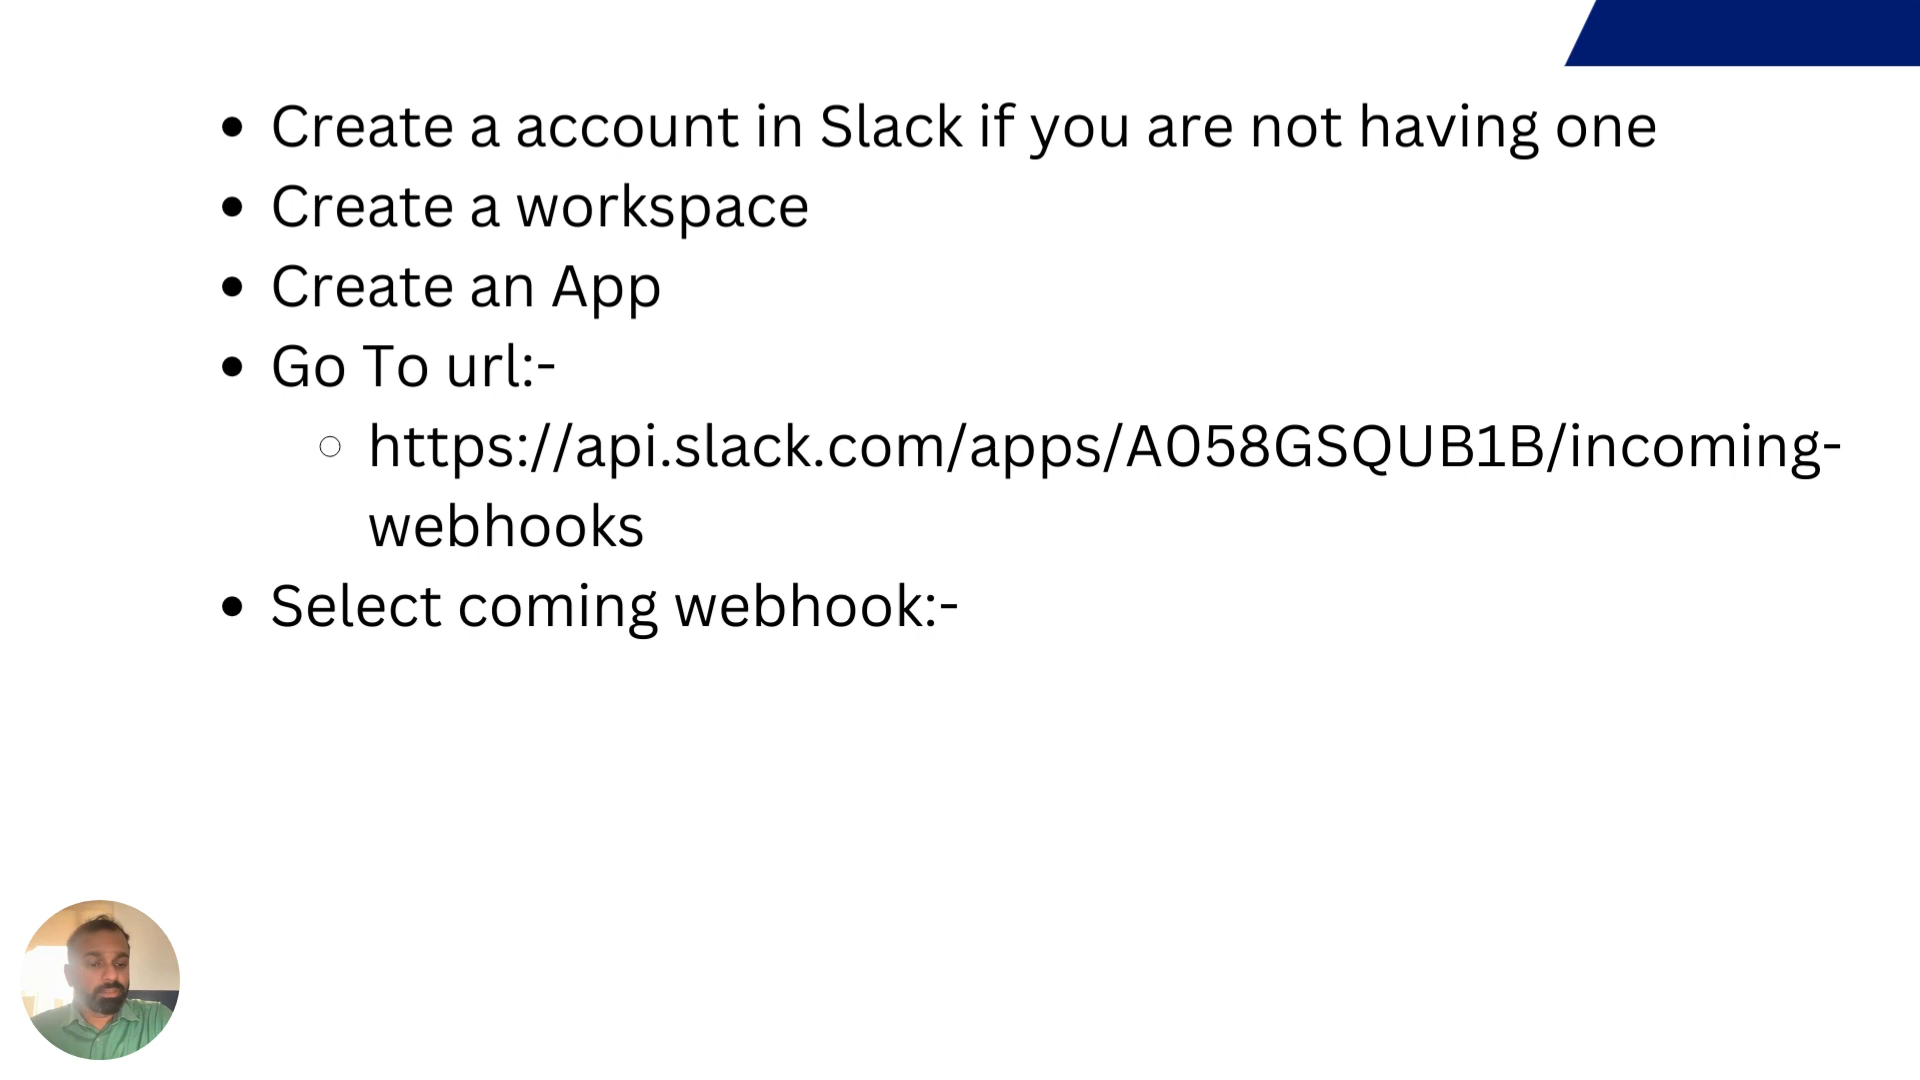 Create a account in Slack if you are not having one
Create a workspace
Create an App
Go To url:-
https://api.slack.com/apps/A058GSQUB1B/incoming-
webhooks
Select coming webhook:-